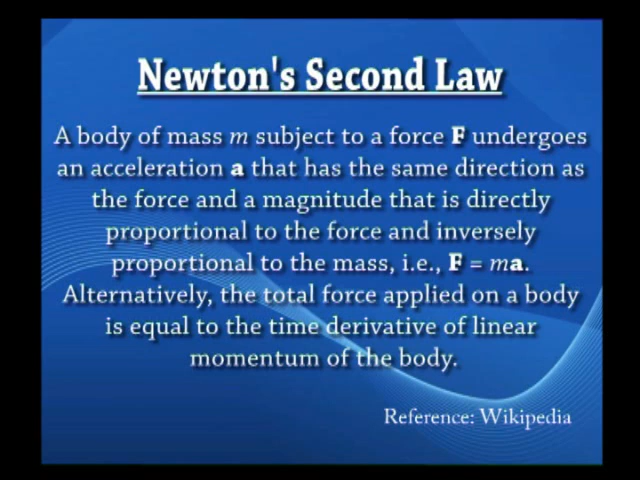 Newton's Second Law
A body of mass m subject to a force F undergoes
an acceleration a that has the same direction as
the force and a magnitude that is directly
proportional to the force and inversely
proportional to the mass, i.e., F = ma.
Alternatively, the total force applied on a body
is equal to the time derivative of linear
momentum of the body.
Reference: Wikipedia